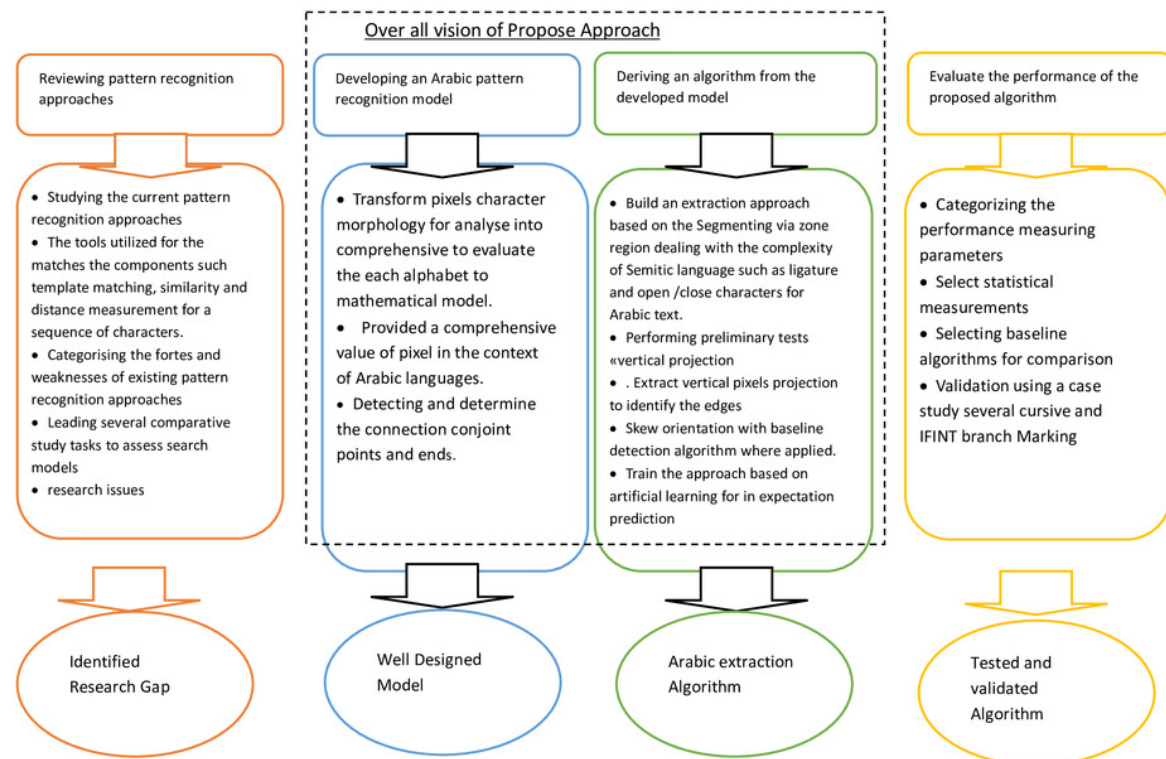 Over all vision of Propose Approach
Reviewing pattern recognition
approaches
Developing an Arabic pattern
recognition model
Deriving an algorithm from the
developed model
Evaluate the performance of the
proposed algorithm
• Studying the current pattern
recognition approaches
• The tools utilized for the
matches the components such
template matching, similarity and
distance measurement for a
sequence of characters.
• Categorising the fortes and
weaknesses of existing pattern
recognition approaches
• Leading several comparative
study tasks to assess search
models
• research issues
• Transform pixels character
morphology for analyse into
comprehensive to evaluate
the each alphabet to
mathematical model.
• Provided a comprehensive
value of pixel in the context
of Arabic languages.
• Detecting and determine
the connection conjoint
points and ends.
• Build an extraction approach
based on the Segmenting via zone
region dealing with the complexity
of Semitic language such as ligature
and open /close characters for
Arabic text.
• Performing preliminary tests
«vertical projection
• . Extract vertical pixels projection
to identify the edges
• Skew orientation with baseline
detection algorithm where applied.
• Train the approach based on
artificial learning for in expectation
prediction
• Categorizing the
performance measuring
parameters
• Select statistical
measurements
• Selecting baseline
algorithms for comparison
• Validation using a case
study several cursive and
IFINT branch Marking
Identified
Research Gap
Well Designed
Model
Arabic extraction
Algorithm
Tested and
validated
Algorithm